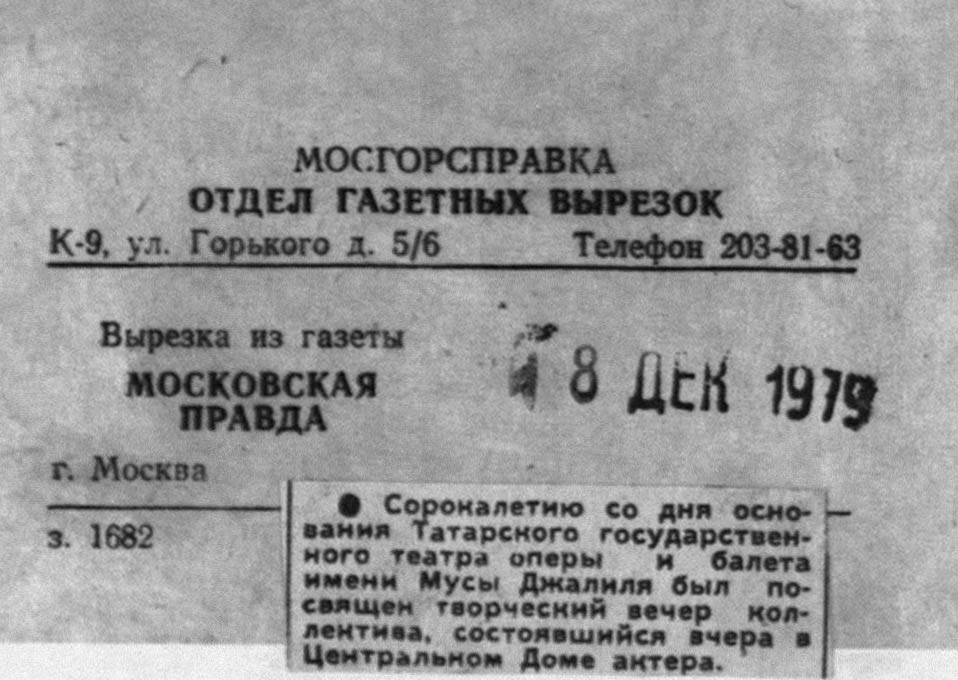 МОСГОРСПРАВКА
ОТДЕЛ ГАЗЕТНЫХ ВЫРЕЗОК
К-9, ул. Горького д. 5/6 Телефон 203-81-63
Вырезка из газеты
МОСКОВСКАЯ
ПРАВДА
8 ДЕК 1979
г. Москва
з. 1682
● Сорокалетию со дня осно-
вания Татарского государствен-
ного театра оперы и балета
имени Мусы Джалиля был по-
священ творческий вечер кол-
лектива, состоявшийся вчера в
Центральном Доме актера.